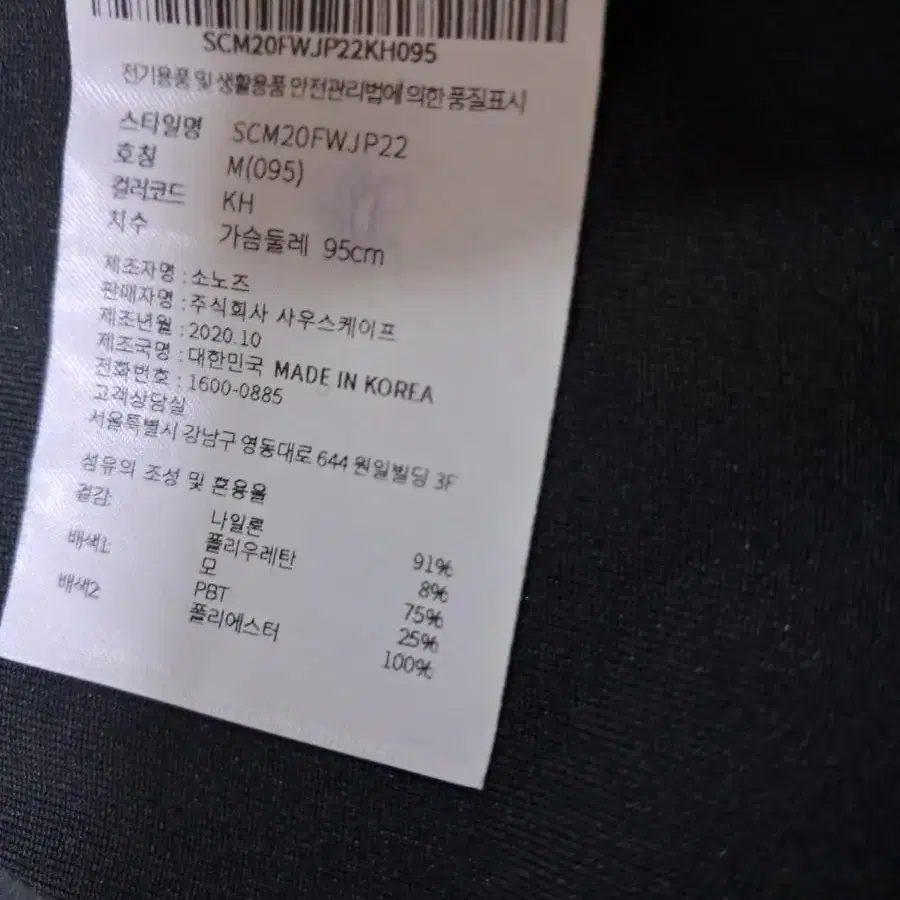 SCM20FWJP22KH095
전기용품 및 생활용품 안전관리법에 의한 품질표시
스타일명 SCM20FWJP22
호칭 M(095)
컬러코드 KH
치수 가슴둘레 95cm
제조자명 : 소노즈
판매자명 : 주식회사 사우스케이프
제조년월 : 2020.10
제조국명 : 대한민국 MADE IN KOREA
전화번호 : 1600-0885
고객상담실
서울특별시 강남구 영동대로 644 원일빌딩 3F
섬유의 조성 및 혼용율
겉감: 나일론 91%
폴리우레탄 8%
배색1: 모 75%
PBT 25%
배색2: 폴리에스터 100%